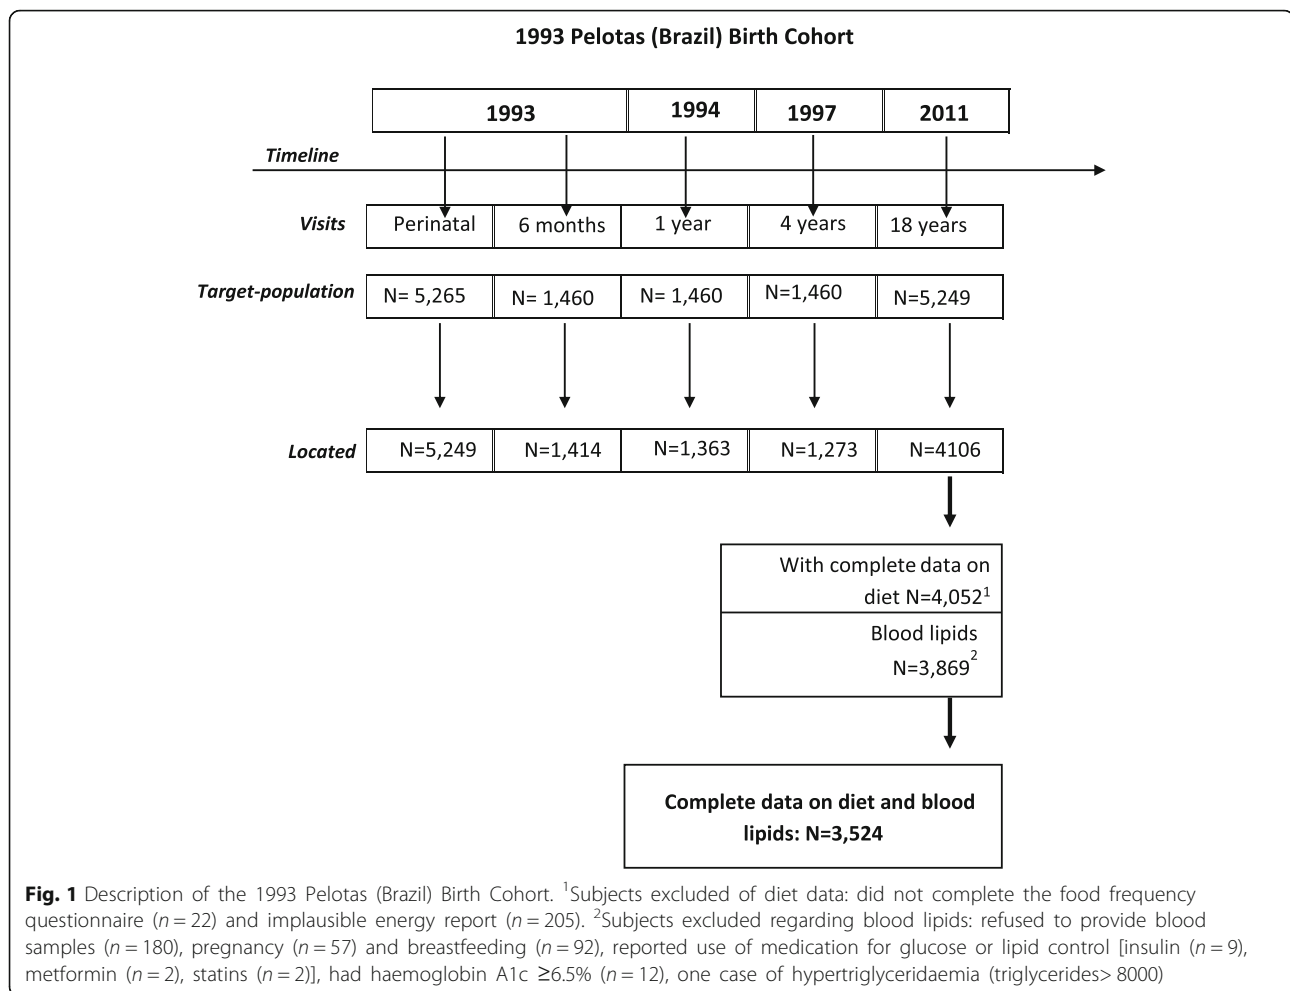 1993 Pelotas (Brazil) Birth Cohort
1993 1994 1997 2011
Timeline
Visits Perinatal 6 months 1 year 4 years 18 years
Target-population N= 5,265 N= 1,460 N= 1,460 N=1,460 N=5,249
Located N=5,249 N=1,414 N=1,363 N=1,273 N=4106
With complete data on
diet N=4,052¹
Blood lipids
N=3,869²
Complete data on diet and blood
lipids: N=3,524
Fig. 1 Description of the 1993 Pelotas (Brazil) Birth Cohort. ¹Subjects excluded of diet data: did not complete the food frequency
questionnaire (n = 22) and implausible energy report (n = 205). ²Subjects excluded regarding blood lipids: refused to provide blood
samples (n = 180), pregnancy (n = 57) and breastfeeding (n = 92), reported use of medication for glucose or lipid control [insulin (n = 9),
metformin (n = 2), statins (n = 2)], had haemoglobin A1c ≥6.5% (n = 12), one case of hypertriglyceridaemia (triglycerides> 8000)